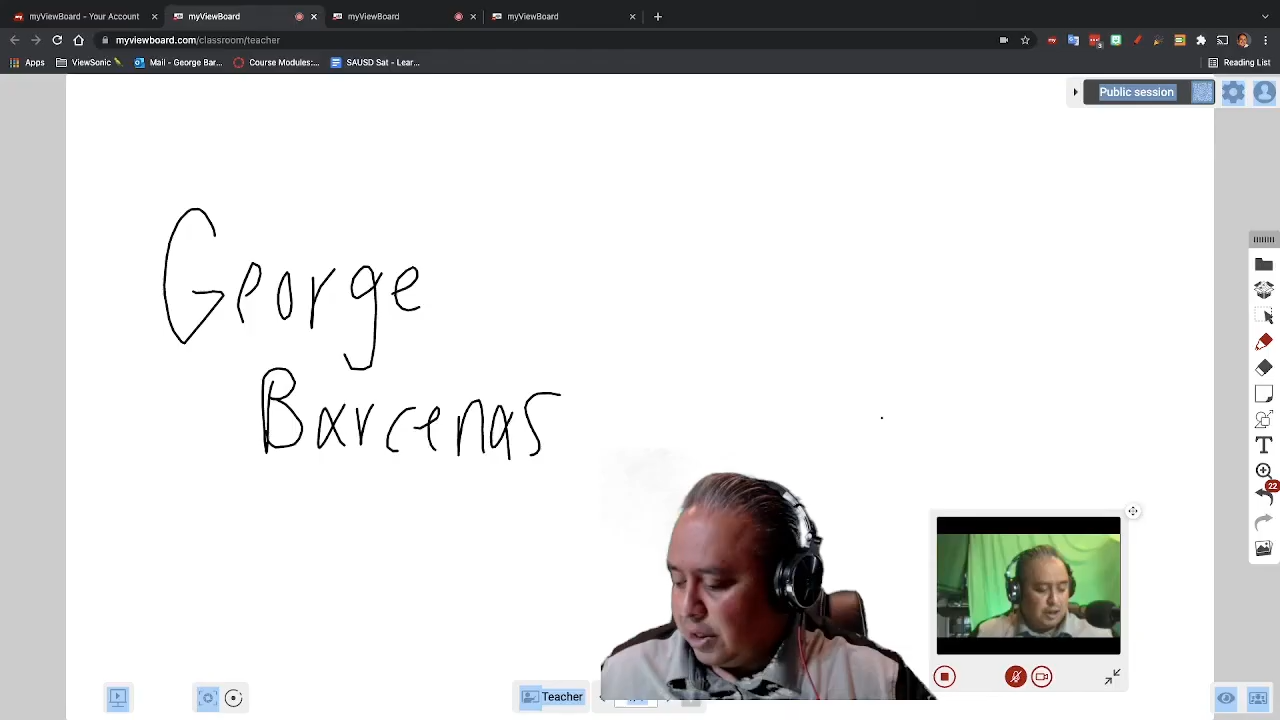 myViewBoard - Your Account
myViewBoard
myViewBoard
myViewBoard
myviewboard.com/classroom/teacher
Apps
ViewSonic
Mail - George Bar...
Course Modules:...
SAUSD Sat - Lear...
Reading List
Public session
George
Barcenas
22
Teacher